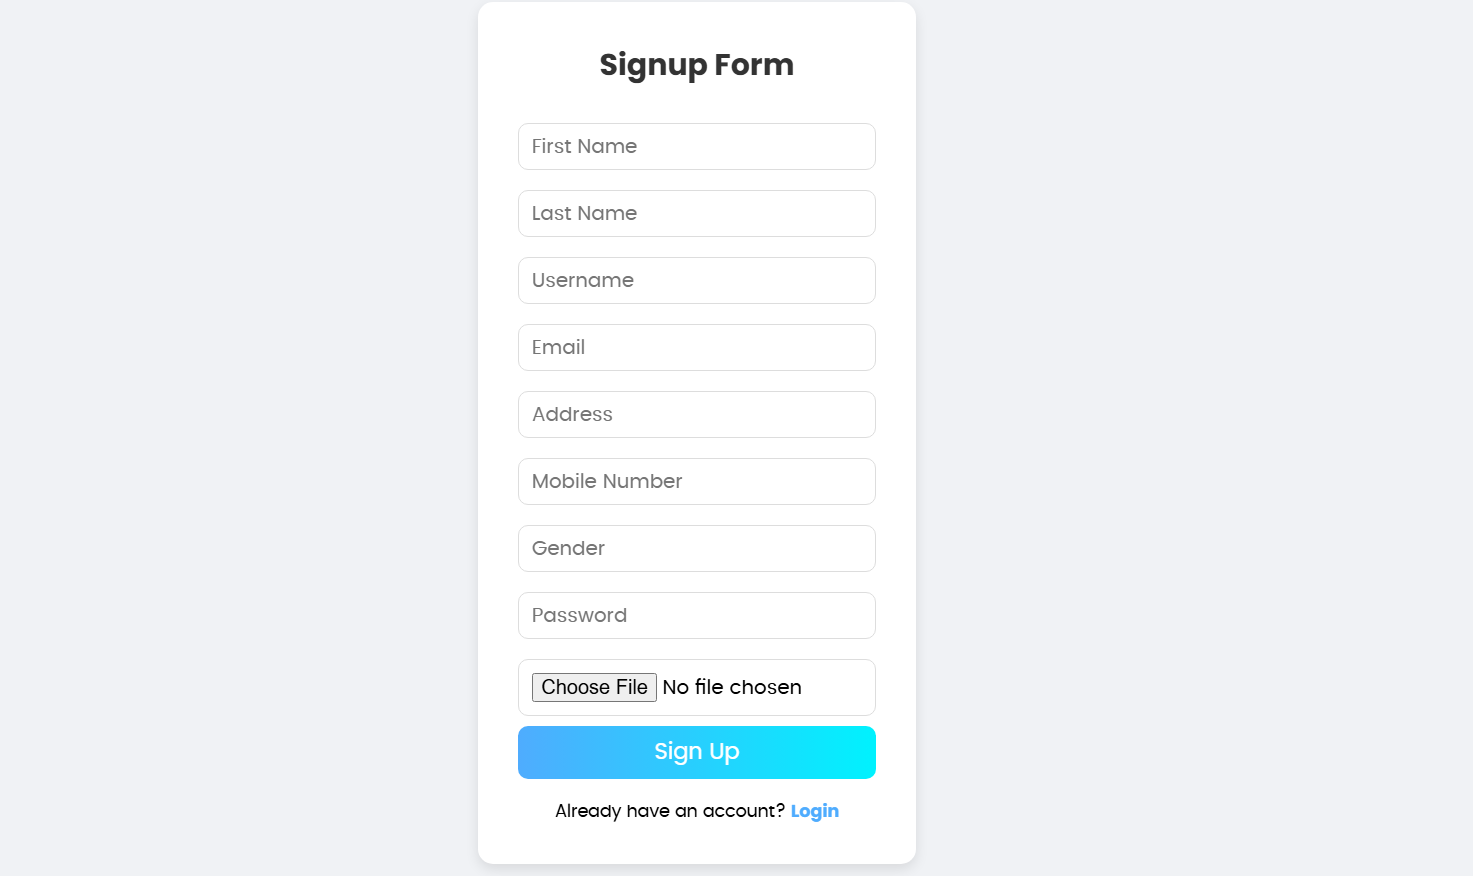 Signup Form
First Name
Last Name
Username
Email
Address
Mobile Number
Gender
Password
Choose File No file chosen
Sign Up
Already have an account? Login